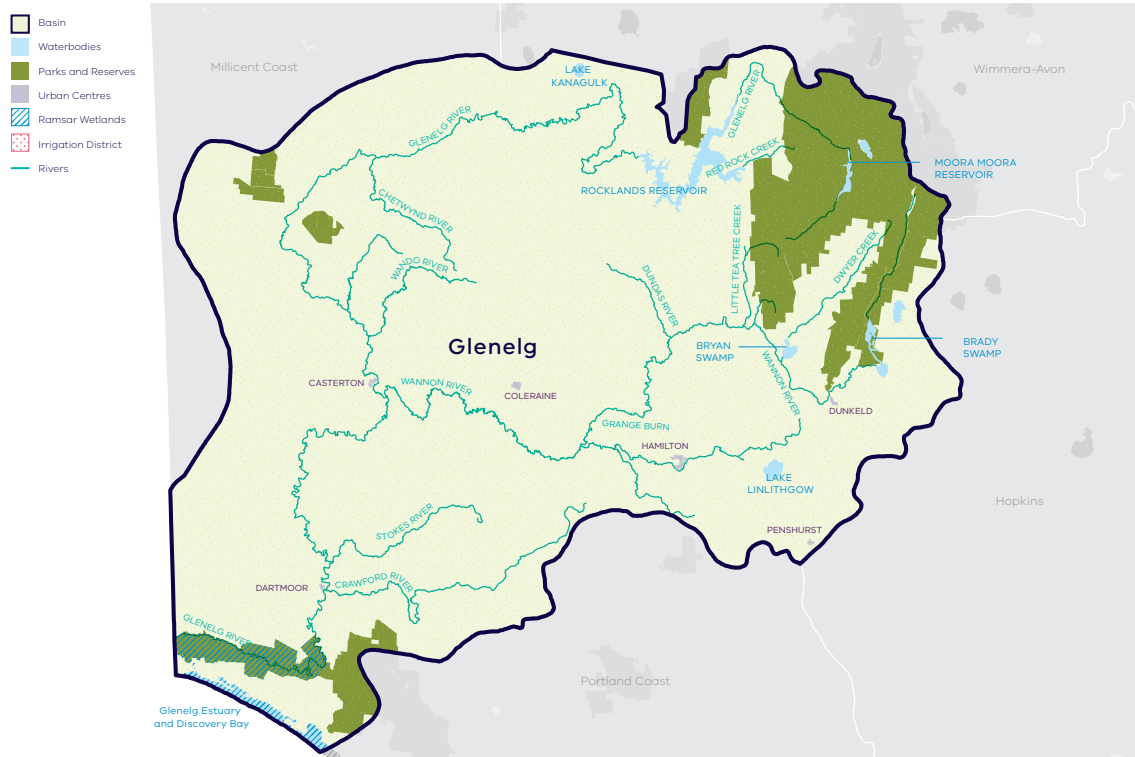 Basin
Waterbodies
Parks and Reserves
Urban Centres
Ramsar Wetlands
Irrigation District
Rivers
Millicent Coast
Wimmera-Avon
LAKE
KANAGULK
GLENELG RIVER
GLENELG RIVER
RED ROCK CREEK
MOORA MOORA
RESERVOIR
ROCKLANDS RESERVOIR
CHETWYND RIVER
WANDO RIVER
DUNDAS RIVER
LITTLE TEA TREE CREEK
DWYER CREEK
Glenelg
BRYAN
SWAMP
BRADY
SWAMP
WANNON RIVER
CASTERTON
WANNON RIVER
COLERAINE
DUNKELD
GRANGE BURN
HAMILTON
LAKE
LINLITHGOW
Hopkins
STOKES RIVER
PENSHURST
CRAWFORD RIVER
DARTMOOR
GLENELG RIVER
Portland Coast
Glenelg Estuary
and Discovery Bay